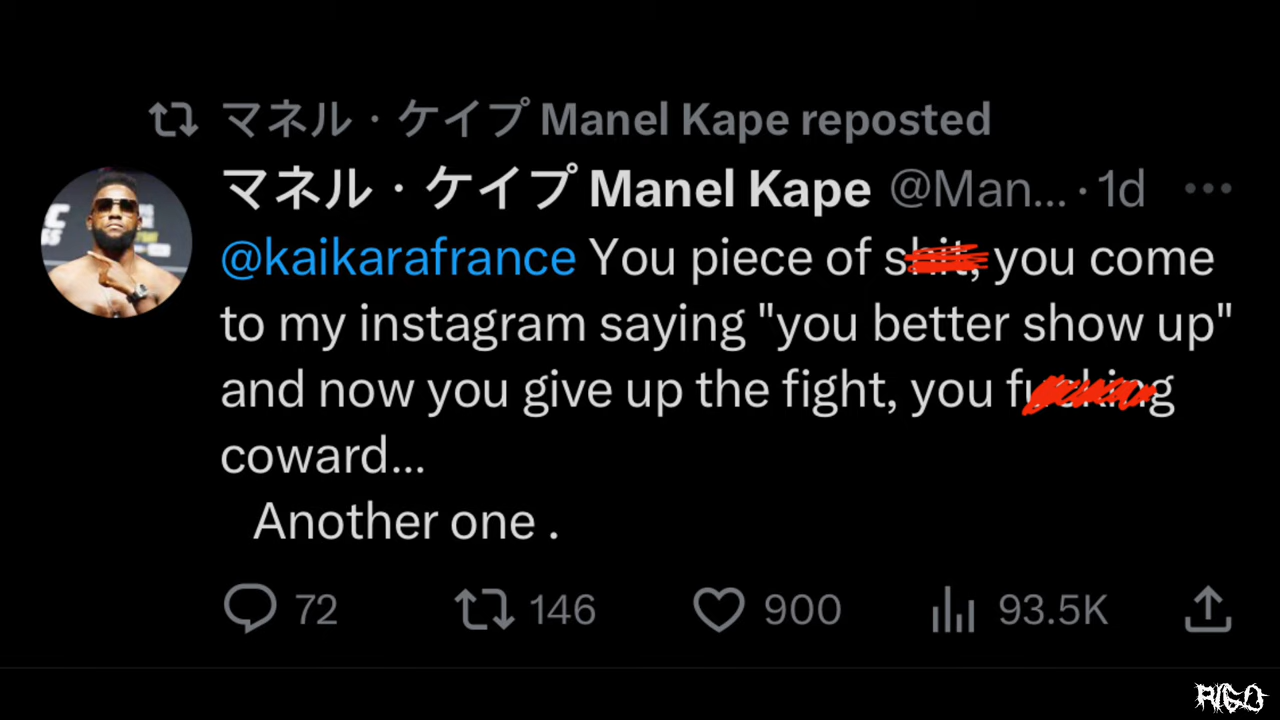 マネル・ケイプ Manel Kape reposted
マネル・ケイプ Manel Kape @Man... · 1d
@kaikarafrance You piece of shit, you come
to my instagram saying "you better show up"
and now you give up the fight, you fucking
coward...
Another one .
72 146 900 93.5K
RIGO